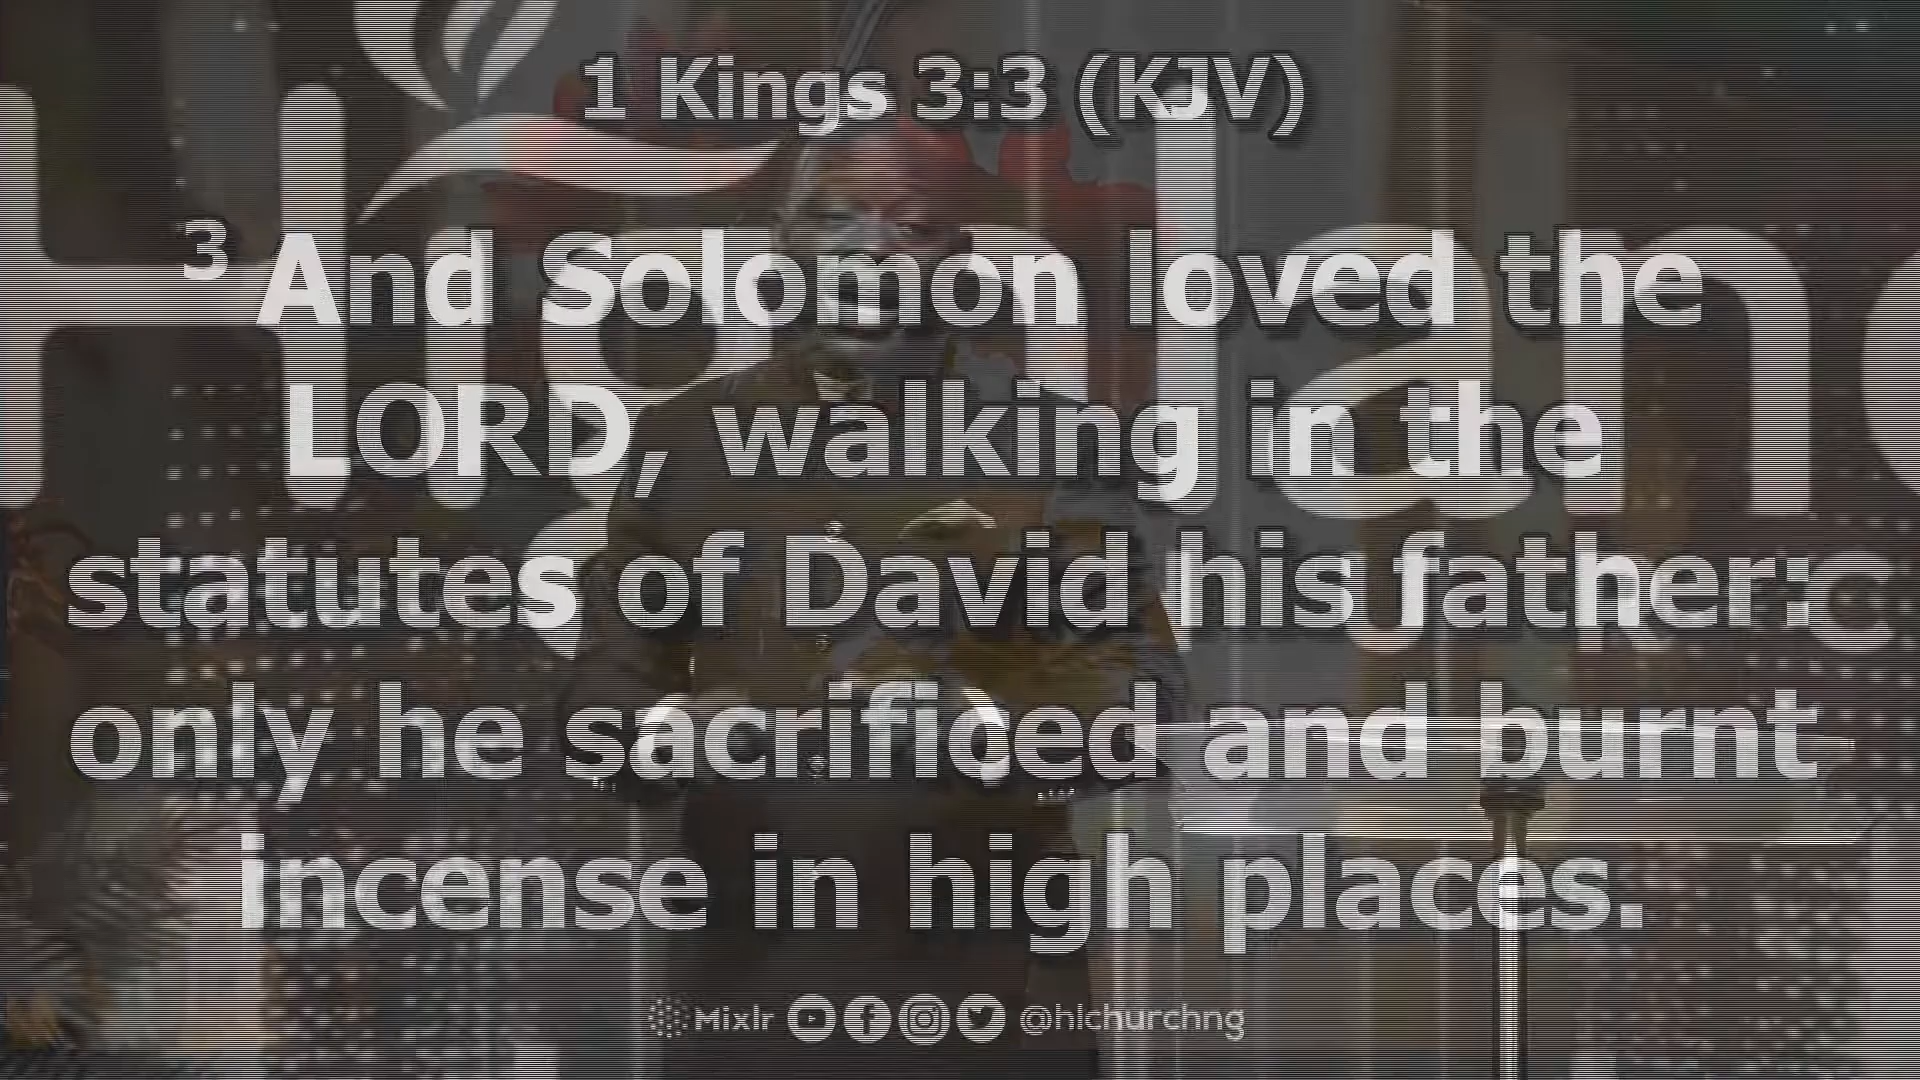 1 Kings 3:3 (KJV)
3 And Solomon loved the
LORD, walking in the
statutes of David his father:
only he sacrificed and burnt
incense in high places.
Mixlr @hlchurchng